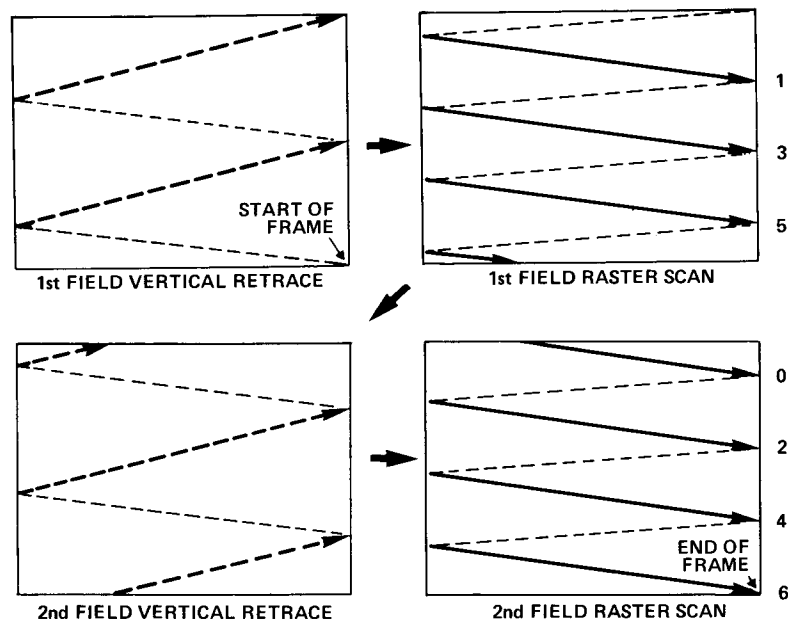 1
3
5
START OF
FRAME
1st FIELD VERTICAL RETRACE
1st FIELD RASTER SCAN
0
2
4
END OF
FRAME
6
2nd FIELD VERTICAL RETRACE
2nd FIELD RASTER SCAN